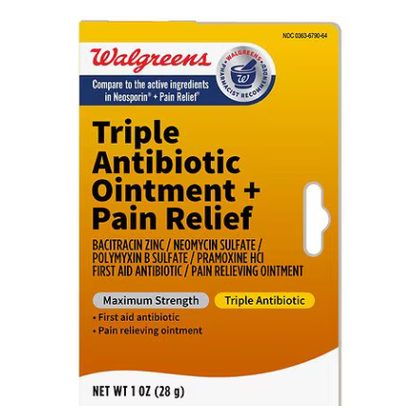 NDC 0363-6790-64
Walgreens
WALGREENS
PHARMACIST RECOMMENDED
Compare to the active ingredients
in Neosporin® + Pain Relief®
Triple
Antibiotic
Ointment +
Pain Relief
BACITRACIN ZINC / NEOMYCIN SULFATE /
POLYMYXIN B SULFATE / PRAMOXINE HCl
FIRST AID ANTIBIOTIC / PAIN RELIEVING OINTMENT
Maximum Strength
Triple Antibiotic
• First aid antibiotic
• Pain relieving ointment
NET WT 1 OZ (28 g)